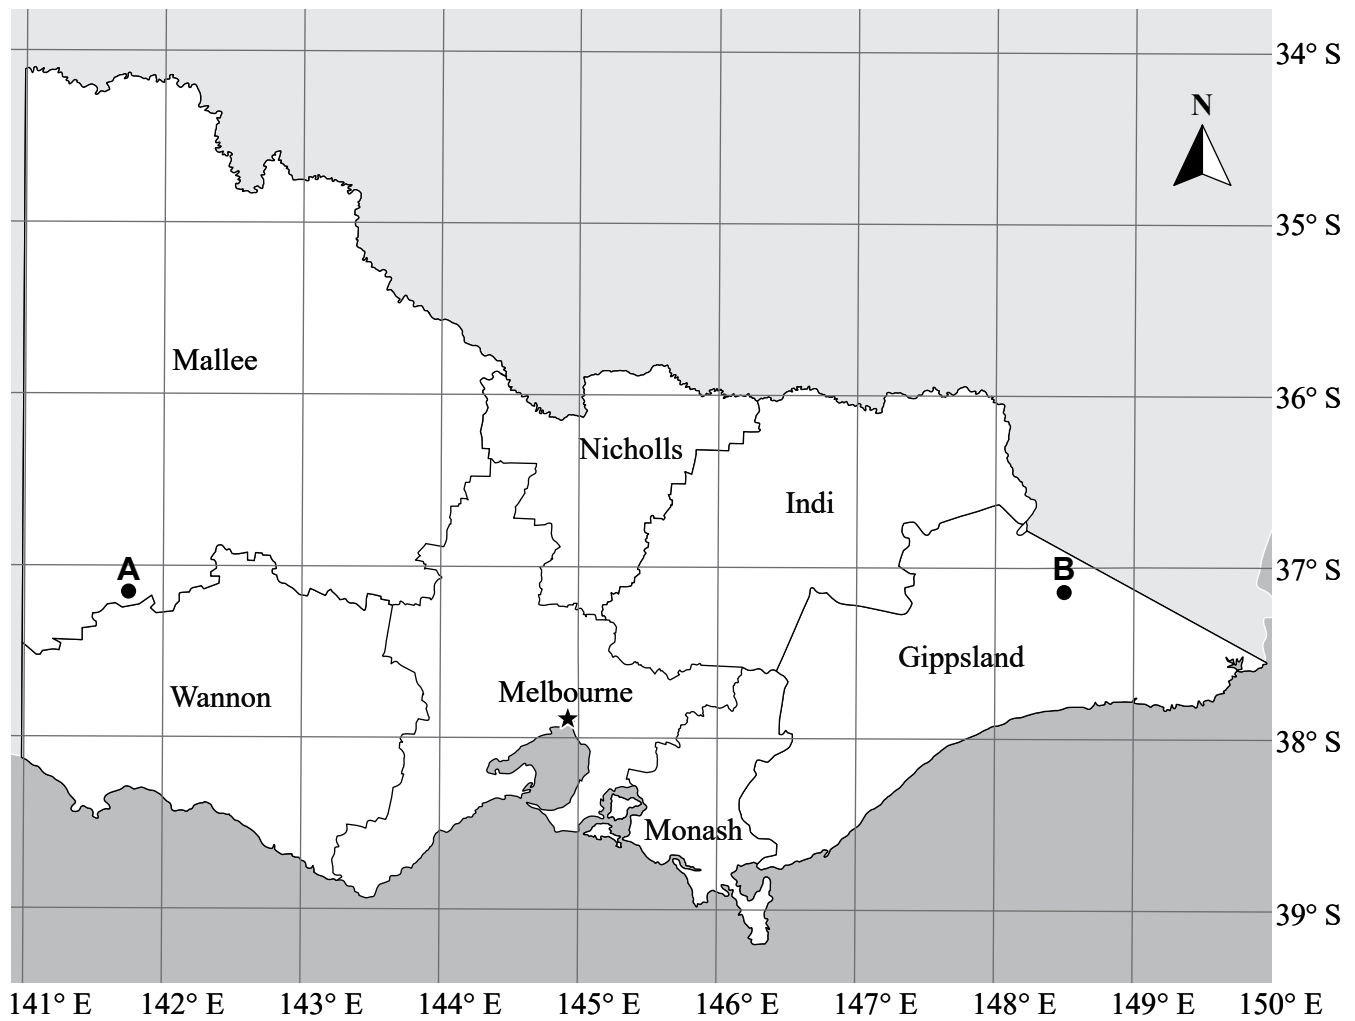 34° S
N
35° S
Mallee
36° S
Nicholls
Indi
A
B
37° S
Gippsland
Wannon
Melbourne
38° S
Monash
39° S
141° E 142° E 143° E 144° E 145° E 146° E 147° E 148° E 149° E 150° E